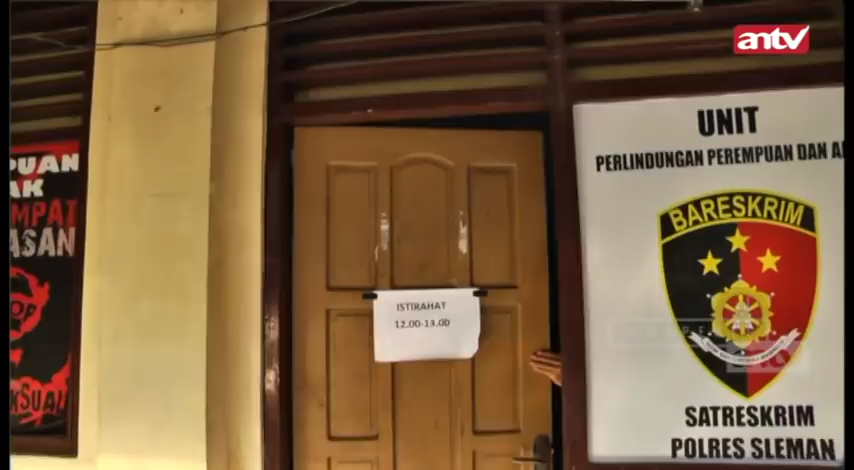 antv
UNIT
PERLINDUNGAN PEREMPUAN DAN A
BARESKRIM
SATRESKRIM
POLRES SLEMAN
ISTIRAHAT
12.00-13.00
PUAN
AK
MPAT
ASAN
KSUAL